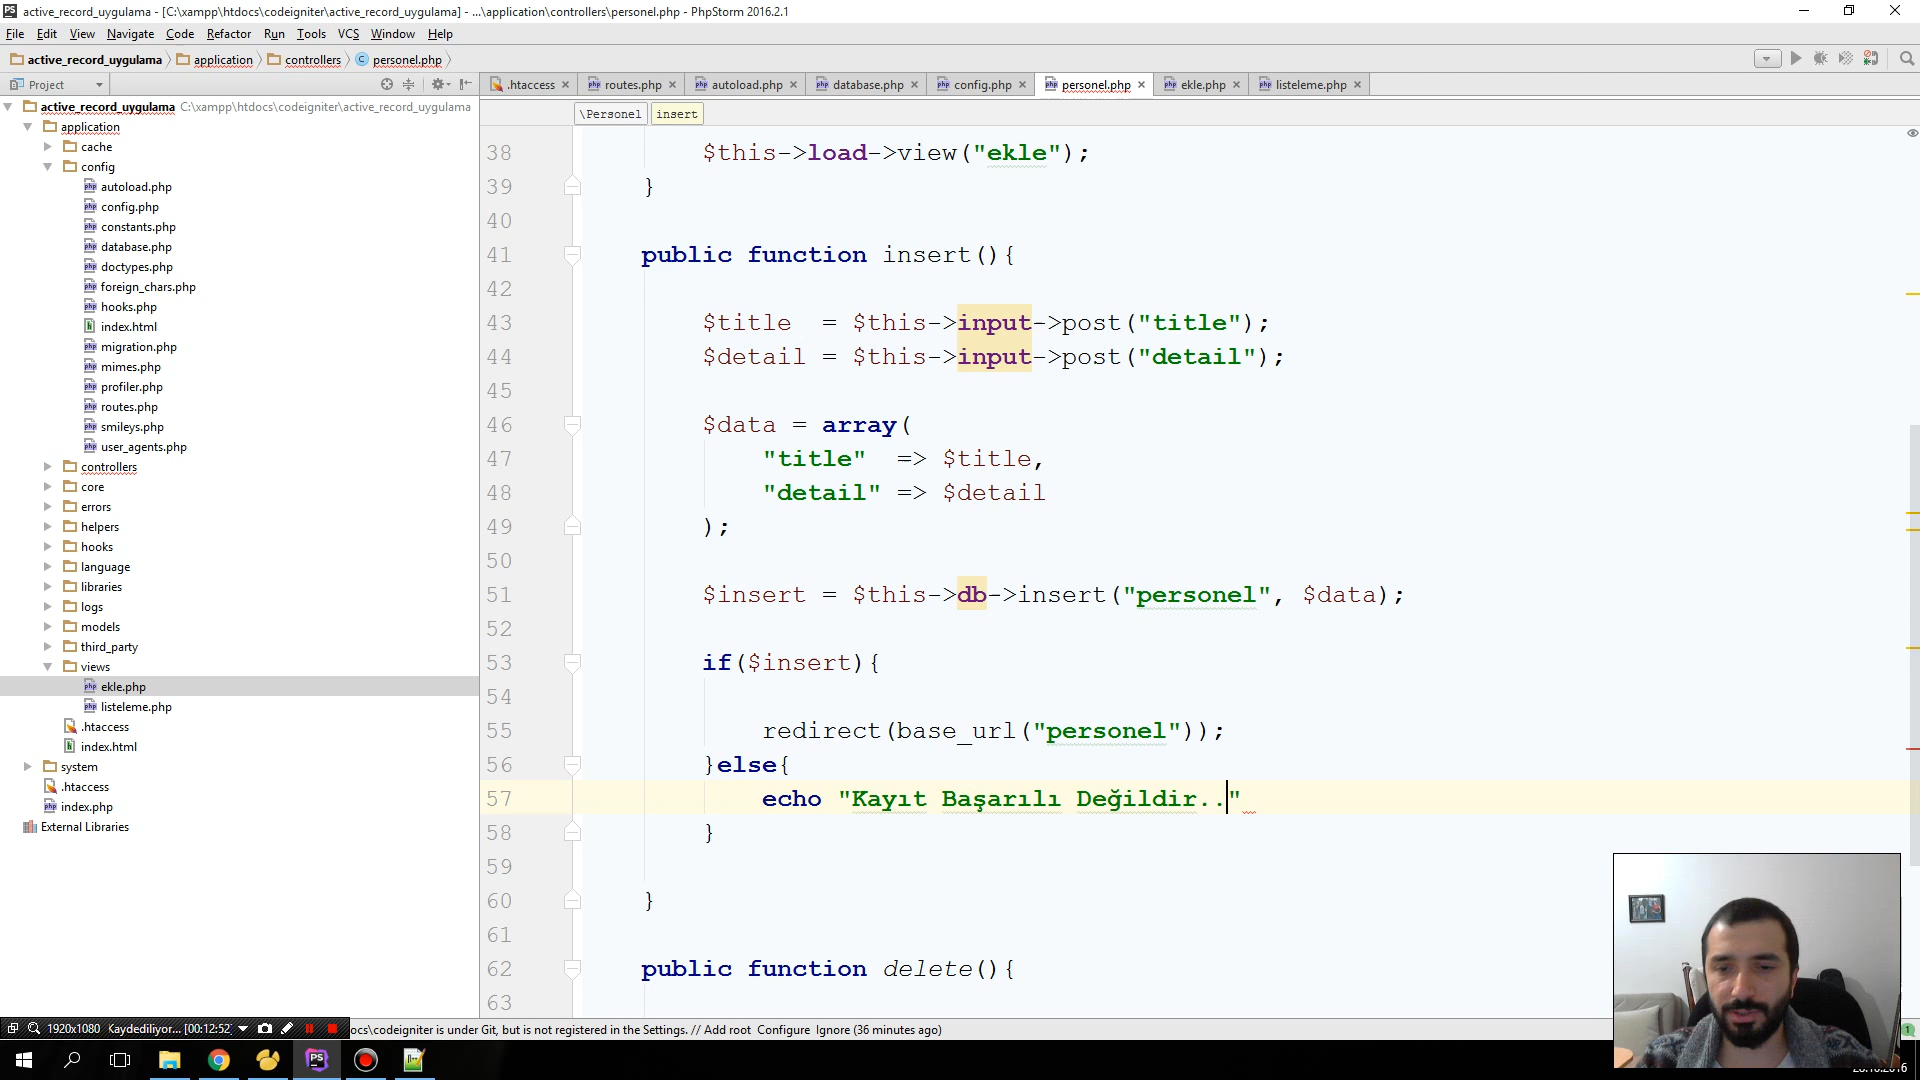 active_record_uygulama - [C:\xampp\htdocs\codeigniter\active_record_uygulama] - ...\application\controllers\personel.php - PhpStorm 2016.2.1
File Edit View Navigate Code Refactor Run Tools VCS Window Help
active_record_uygulama application controllers personel.php
Project
.htaccess routes.php autoload.php database.php config.php personel.php ekle.php listeleme.php
\Personel insert
active_record_uygulama C:\xampp\htdocs\codeigniter\active_record_uygulama
application
cache
config
autoload.php
config.php
constants.php
database.php
doctypes.php
foreign_chars.php
hooks.php
index.html
migration.php
mimes.php
profiler.php
routes.php
smileys.php
user_agents.php
controllers
core
errors
helpers
hooks
language
libraries
logs
models
third_party
views
ekle.php
listeleme.php
.htaccess
index.html
system
.htaccess
index.php
External Libraries
38 $this->load->view("ekle");
39 }
40
41 public function insert(){
42
43 $title = $this->input->post("title");
44 $detail = $this->input->post("detail");
45
46 $data = array(
47 "title" => $title,
48 "detail" => $detail
49 );
50
51 $insert = $this->db->insert("personel", $data);
52
53 if($insert){
54
55 redirect(base_url("personel"));
56 }else{
57 echo "Kayıt Başarılı Değildir.."
58 }
59
60 }
61
62 public function delete(){
63
1920x1080 Kaydediliyor... [00:12:52]
ocs\codeigniter is under Git, but is not registered in the Settings. // Add root Configure Ignore (36 minutes ago)
1